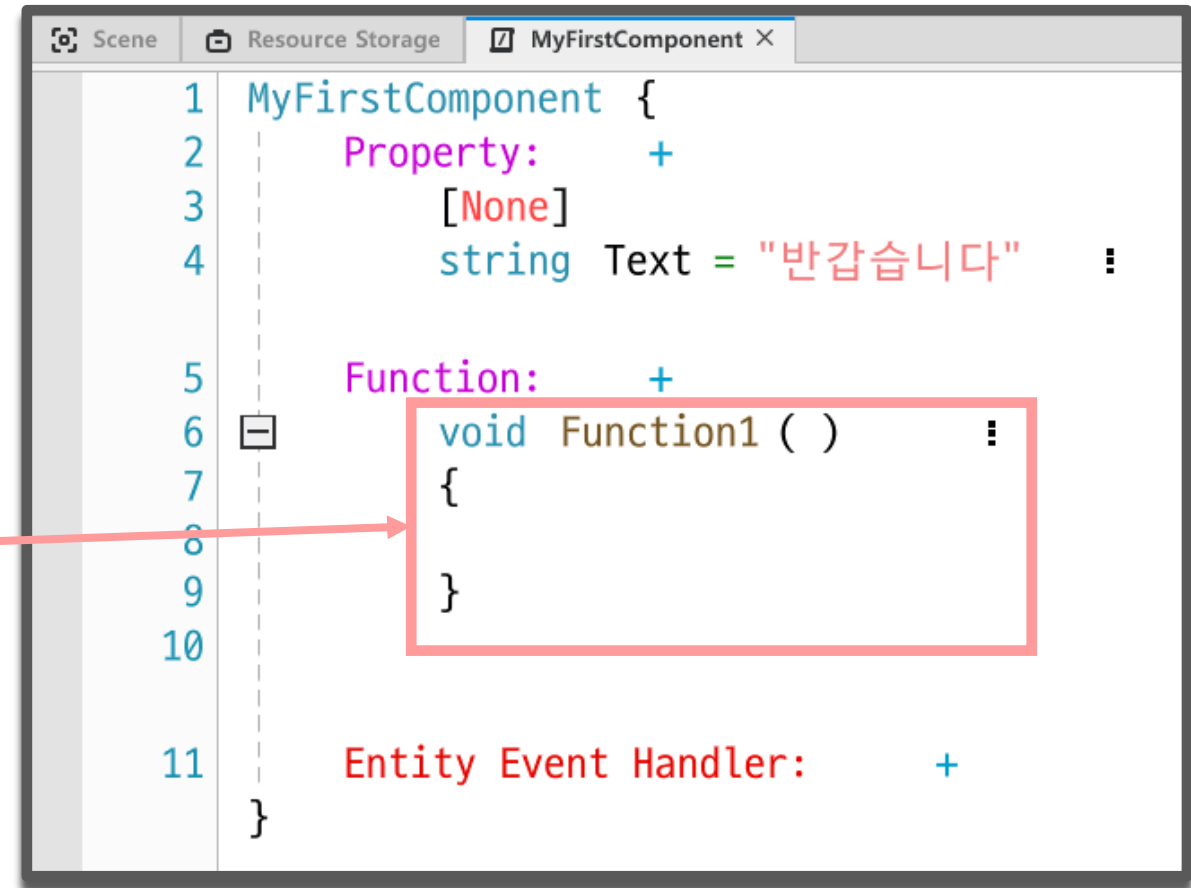 Scene Resource Storage MyFirstComponent ×
1 MyFirstComponent {
2 Property: +
3 [None]
4 string Text = "반갑습니다" ⋮
5 Function: +
6 void Function1 ( ) ⋮
7 {
8
9 }
10
11 Entity Event Handler: +
}